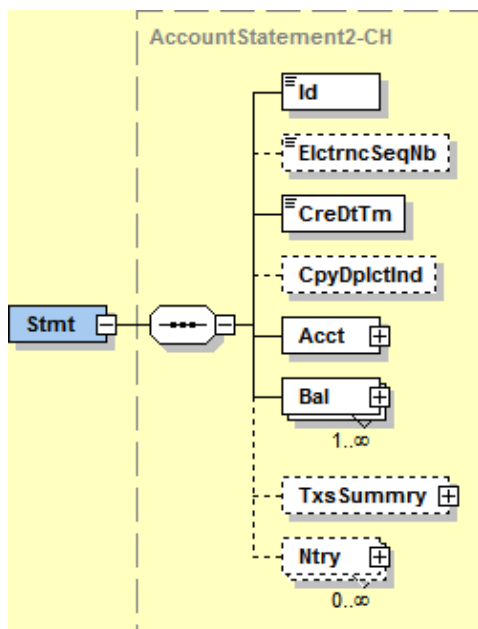 AccountStatement2-CH
Id
ElctrncSeqNb
CreDtTm
CpyDplctInd
Stmt
Acct
Bal
1..∞
TxsSummry
Ntry
0..∞